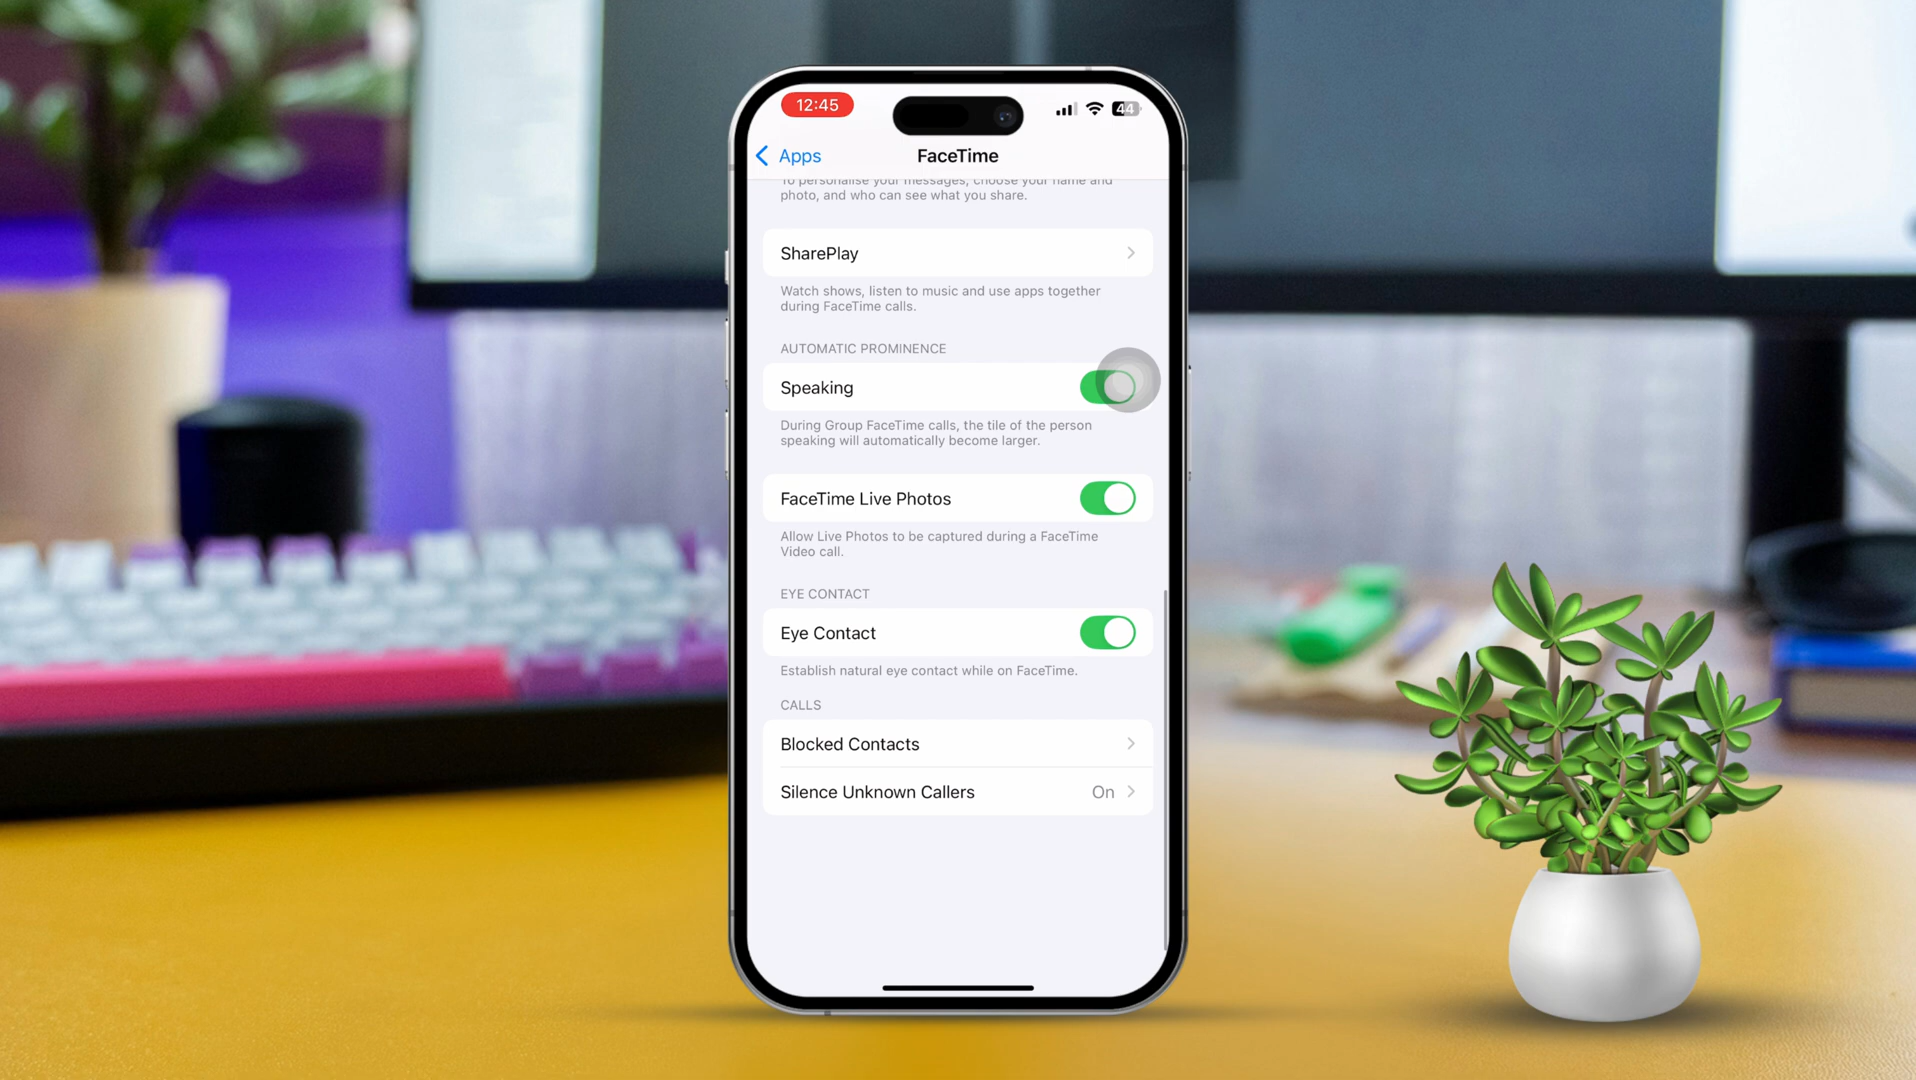 12:45
44
Apps
FaceTime
To personalise your messages, choose your name and
photo, and who can see what you share.
SharePlay
Watch shows, listen to music and use apps together
during FaceTime calls.
AUTOMATIC PROMINENCE
Speaking
During Group FaceTime calls, the tile of the person
speaking will automatically become larger.
FaceTime Live Photos
Allow Live Photos to be captured during a FaceTime
Video call.
EYE CONTACT
Eye Contact
Establish natural eye contact while on FaceTime.
CALLS
Blocked Contacts
Silence Unknown Callers On